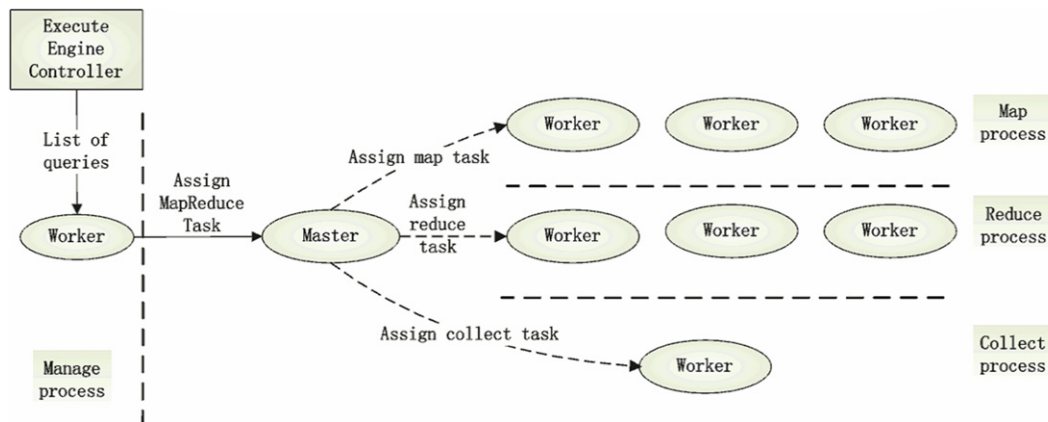 Execute
Engine
Controller
List of
queries
Worker
Manage
process
Assign
MapReduce
Task
Master
Assign map task
Assign
reduce
task
Assign collect task
Worker
Worker
Worker
Map
process
Worker
Worker
Worker
Reduce
process
Worker
Collect
process